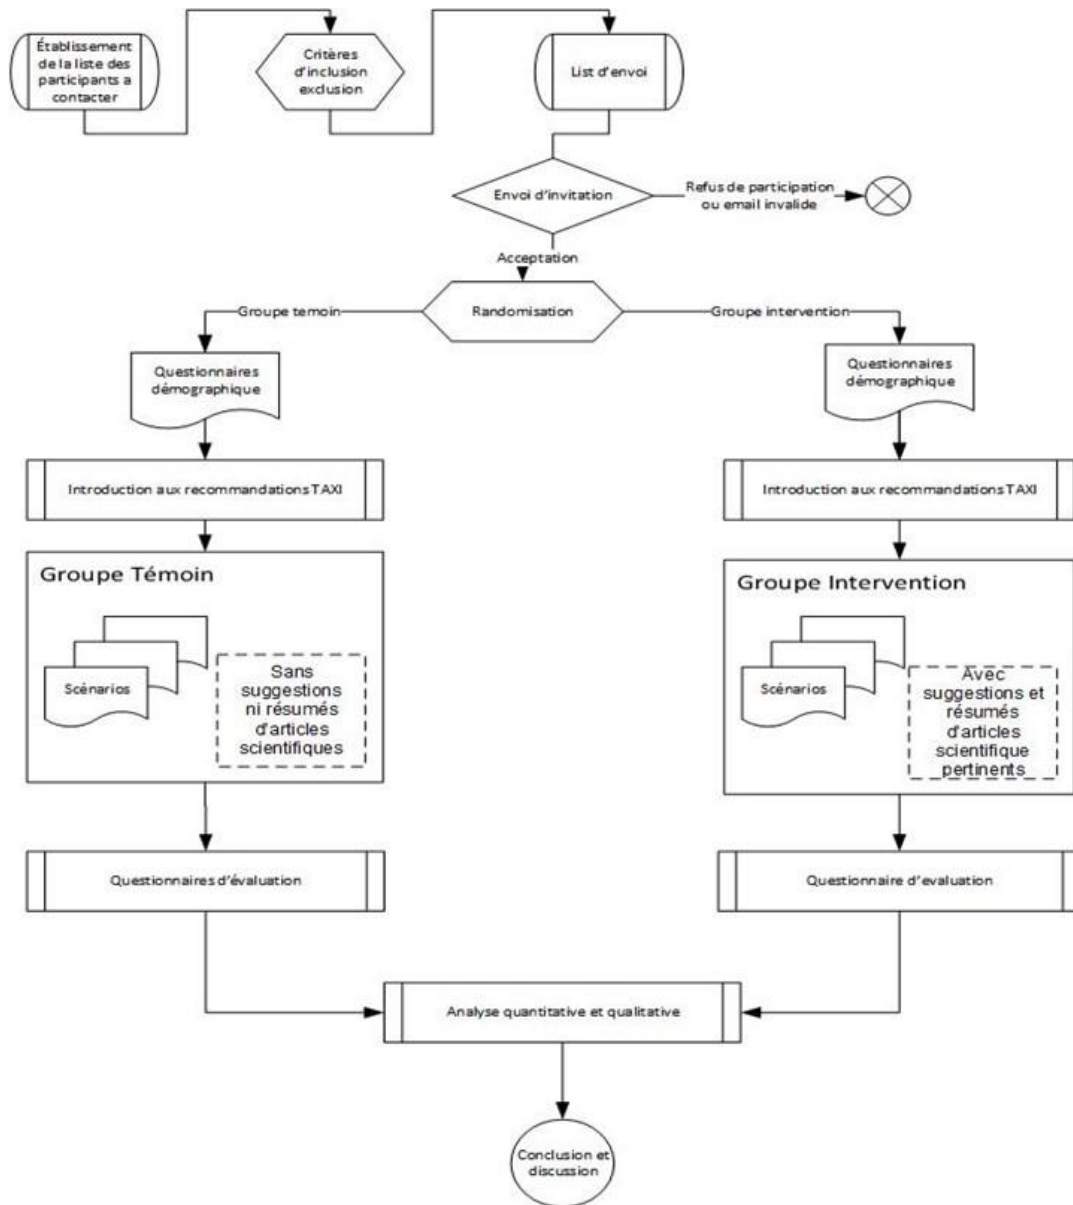 Établissement
de la liste des
participants a
contacter
Critères
d'inclusion
exclusion
List d'envoi
Envoi d'invitation
Refus de participation
ou email invalide
Acceptation
Randomisation
Groupe temoin
Groupe intervention
Questionnaires
démographique
Questionnaires
démographique
Introduction aux recommandations TAXI
Introduction aux recommandations TAXI
Groupe Témoin
Scénarios
Sans
suggestions
ni résumés
d'articles
scientifiques
Groupe Intervention
Scénarios
Avec
suggestions et
résumés
d'articles
scientifique
pertinents
Questionnaires d'évaluation
Questionnaire d'evaluation
Analyse quantitative et qualitative
Conclusion et
discussion